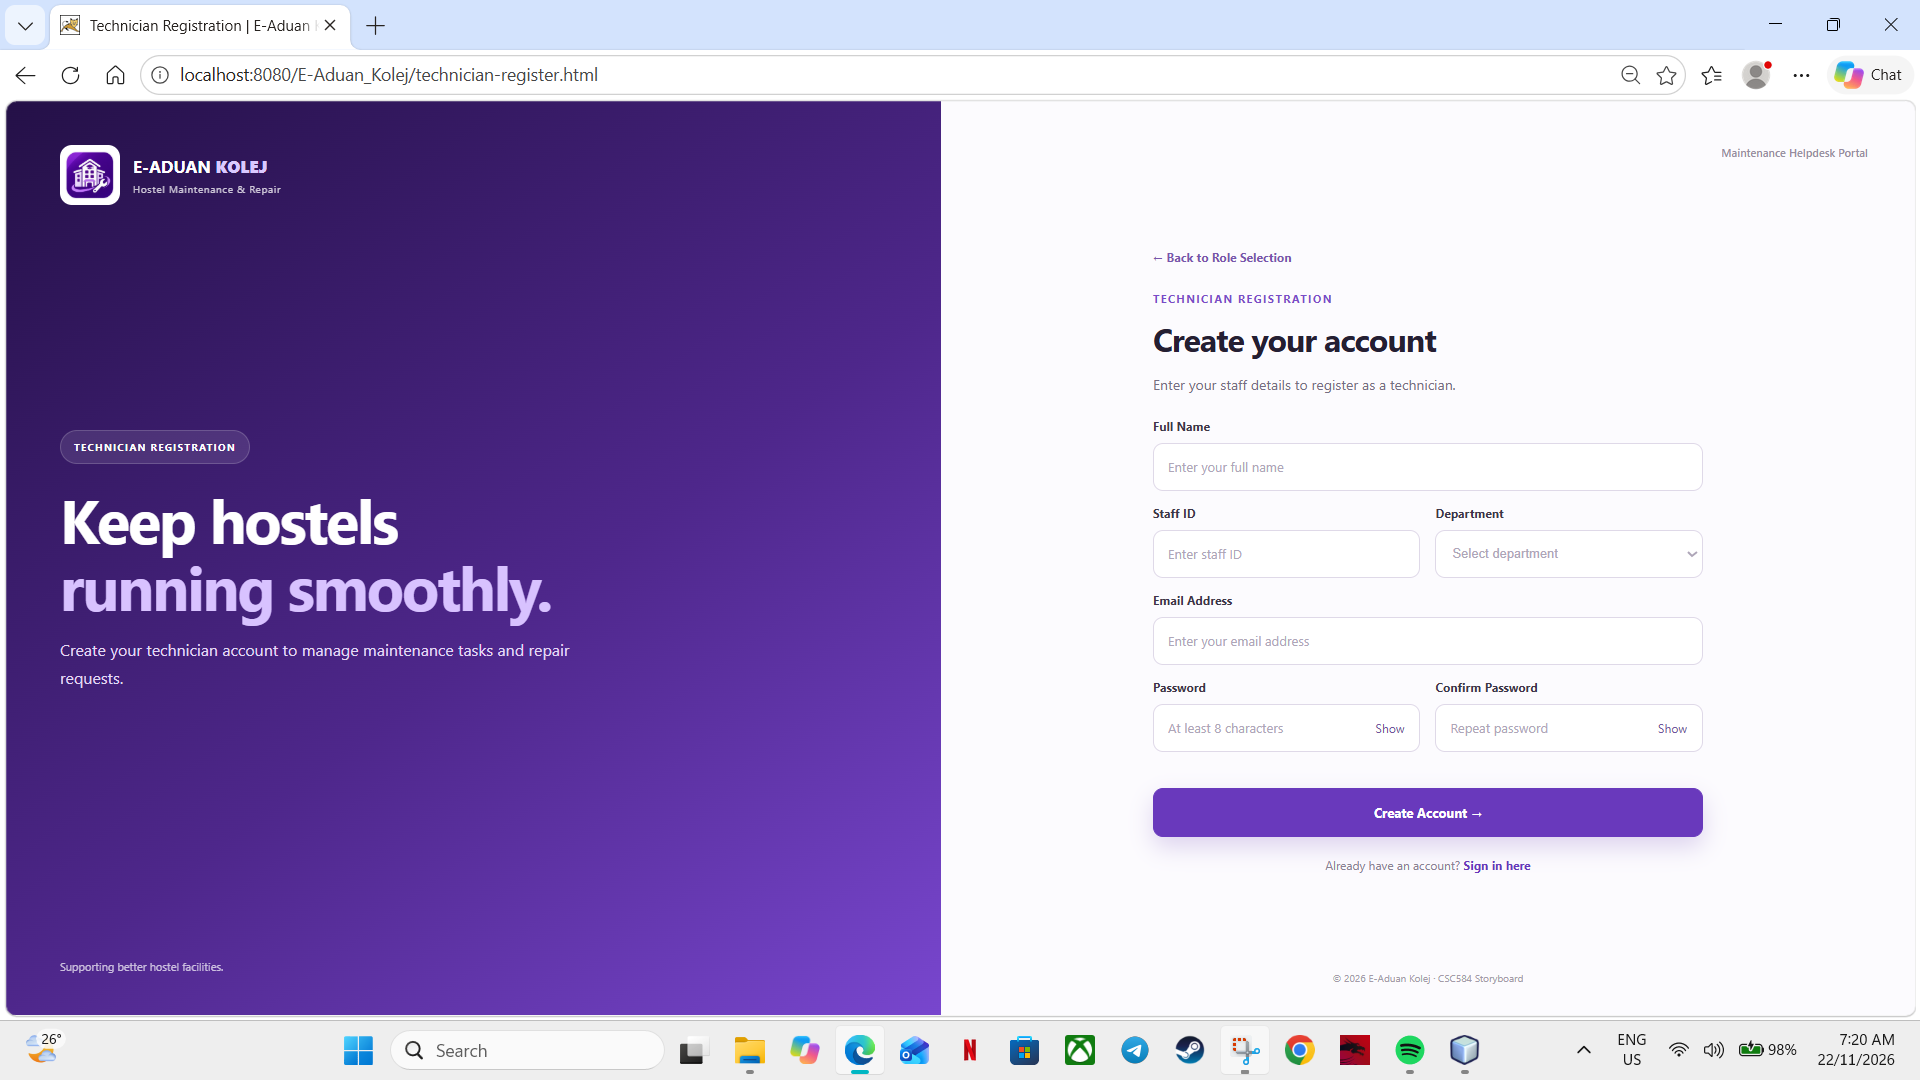 Technician Registration | E-Aduan
localhost:8080/E-Aduan_Kolej/technician-register.html
Chat
E-ADUAN KOLEJ
Hostel Maintenance & Repair
TECHNICIAN REGISTRATION
Keep hostels
running smoothly.
Create your technician account to manage maintenance tasks and repair
requests.
Supporting better hostel facilities.
Maintenance Helpdesk Portal
← Back to Role Selection
TECHNICIAN REGISTRATION
Create your account
Enter your staff details to register as a technician.
Full Name
Enter your full name
Staff ID
Department
Enter staff ID
Select department
Email Address
Enter your email address
Password
Confirm Password
At least 8 characters
Show
Repeat password
Show
Create Account →
Already have an account? Sign in here
© 2026 E-Aduan Kolej · CSC584 Storyboard
26°
Search
ENG
US
98%
7:20 AM
22/11/2026